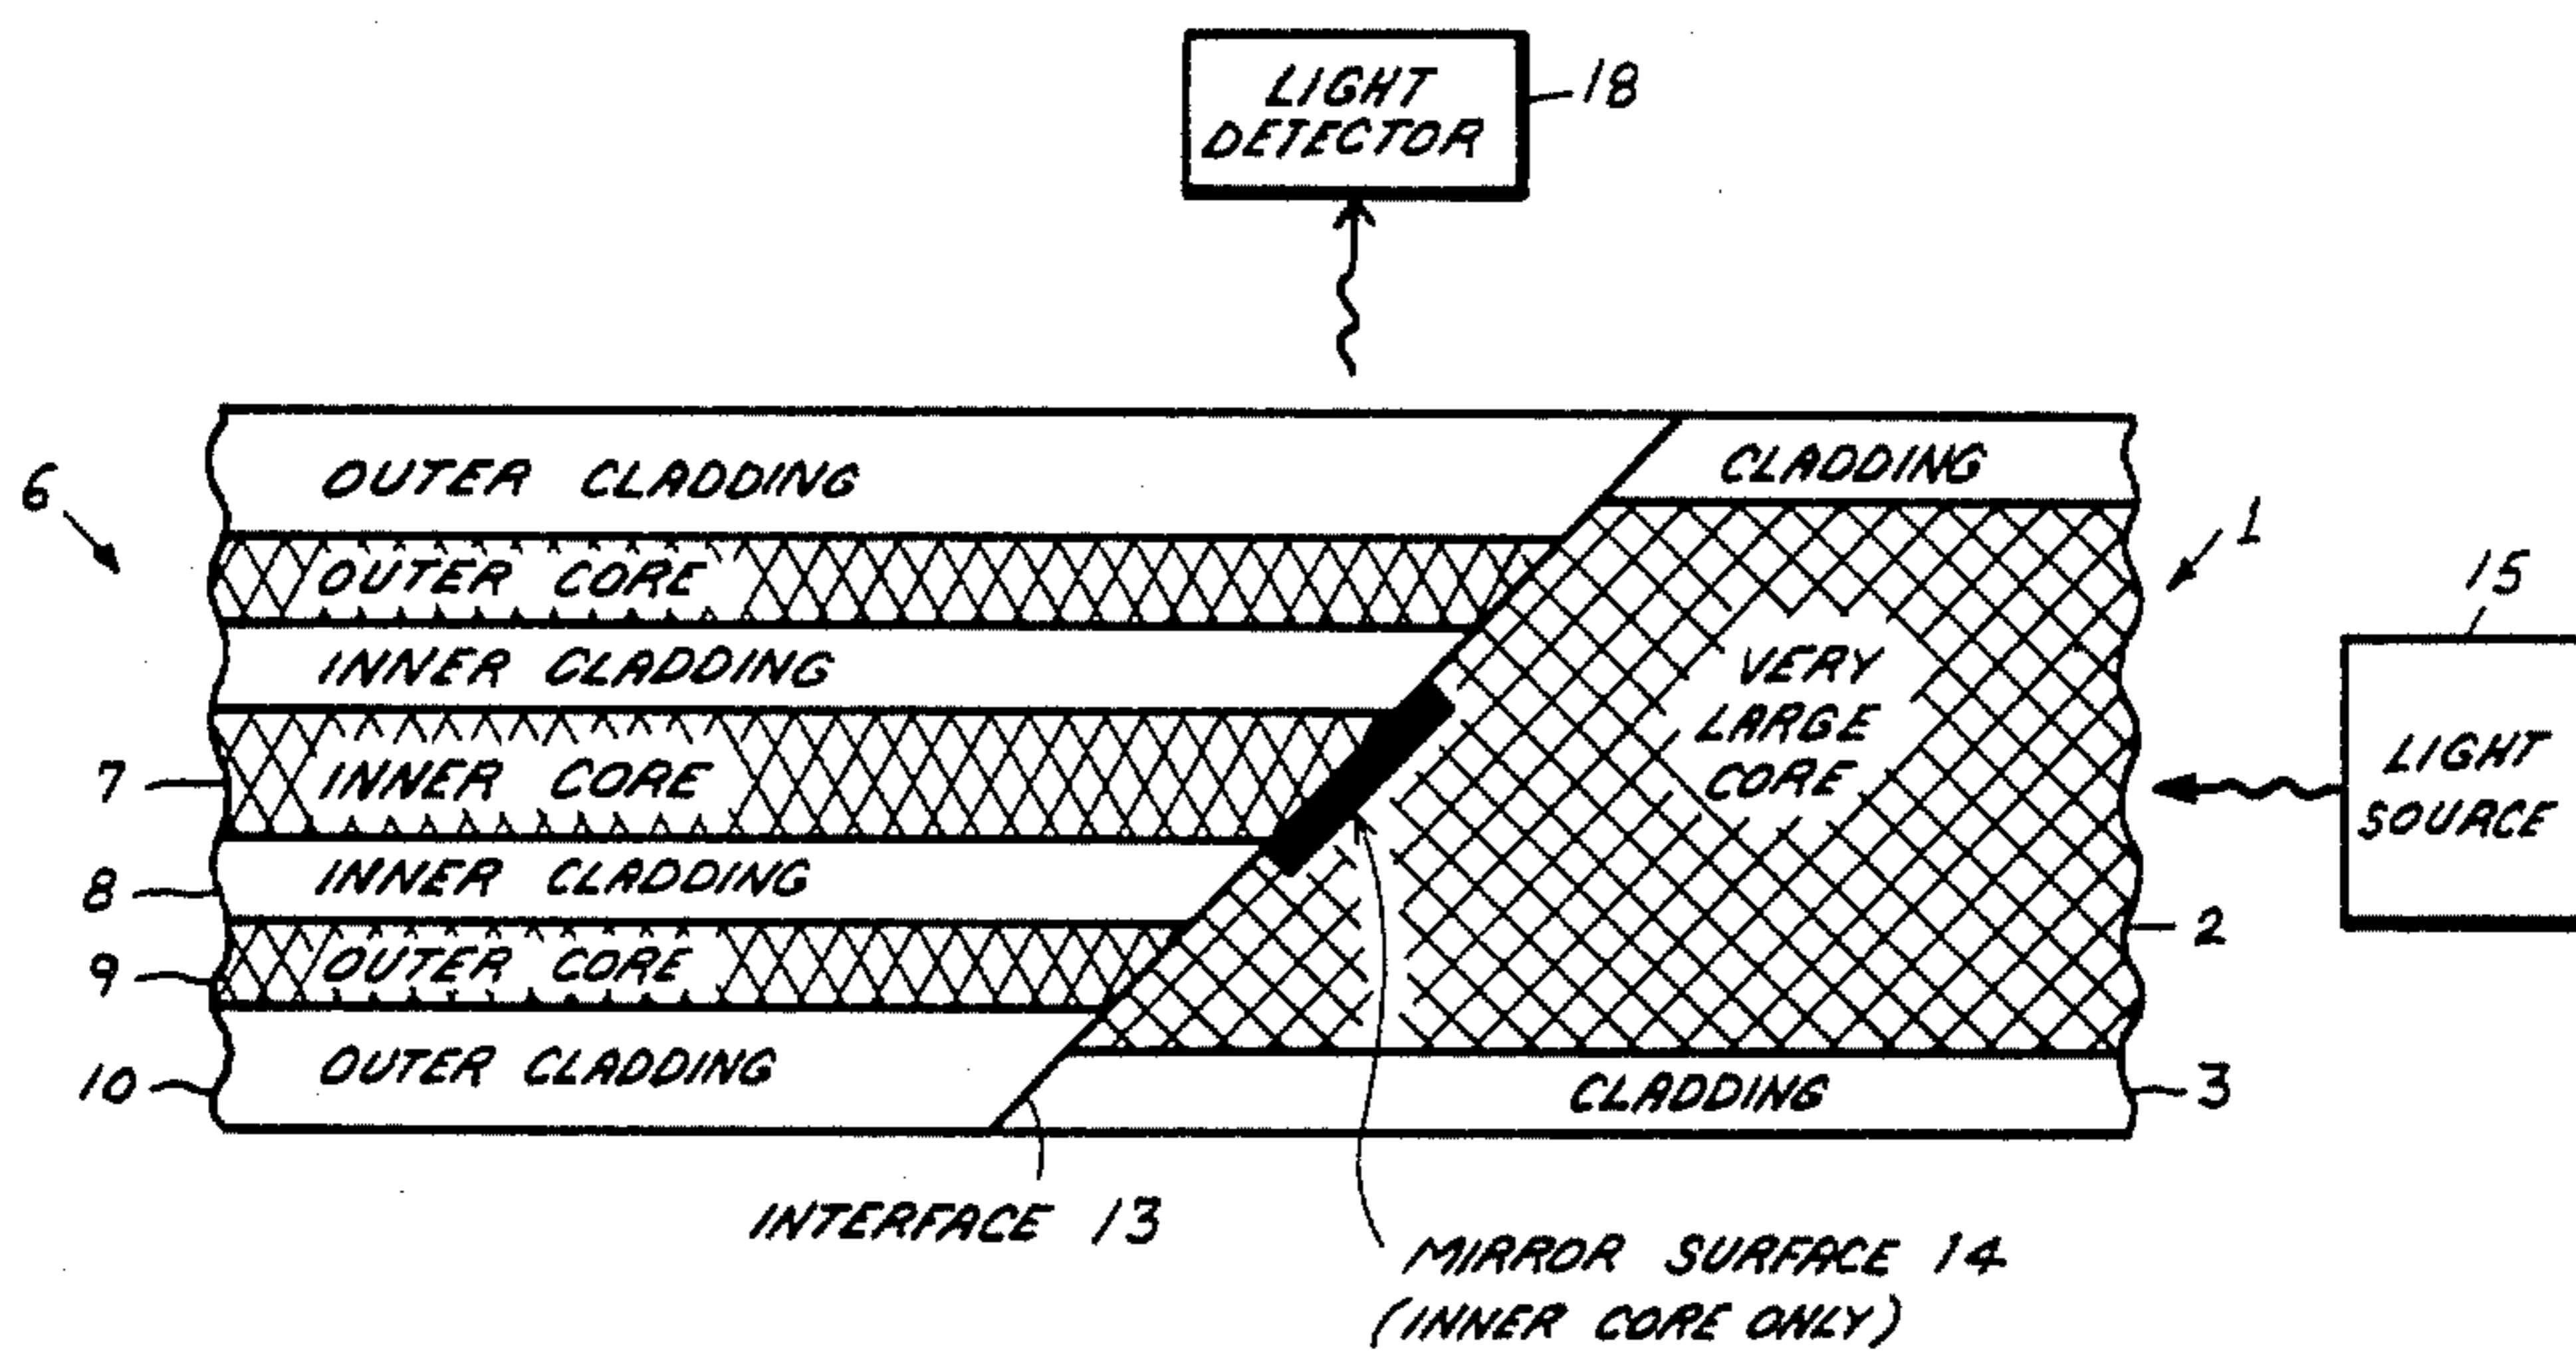 LIGHT
DETECTOR
18
OUTER CLADDING
CLADDING
6
OUTER CORE
1
15
INNER CLADDING
VERY
LARGE
CORE
7
INNER CORE
LIGHT
SOURCE
8
INNER CLADDING
2
9
OUTER CORE
10
OUTER CLADDING
CLADDING
3
INTERFACE 13
MIRROR SURFACE 14
(INNER CORE ONLY)